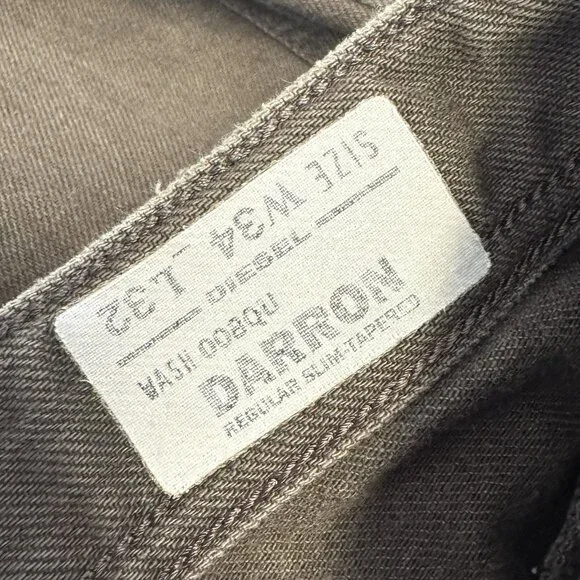 SIZE W34 L32
DIESEL
WASH 008QU
DARRON
REGULAR SLIM-TAPERED